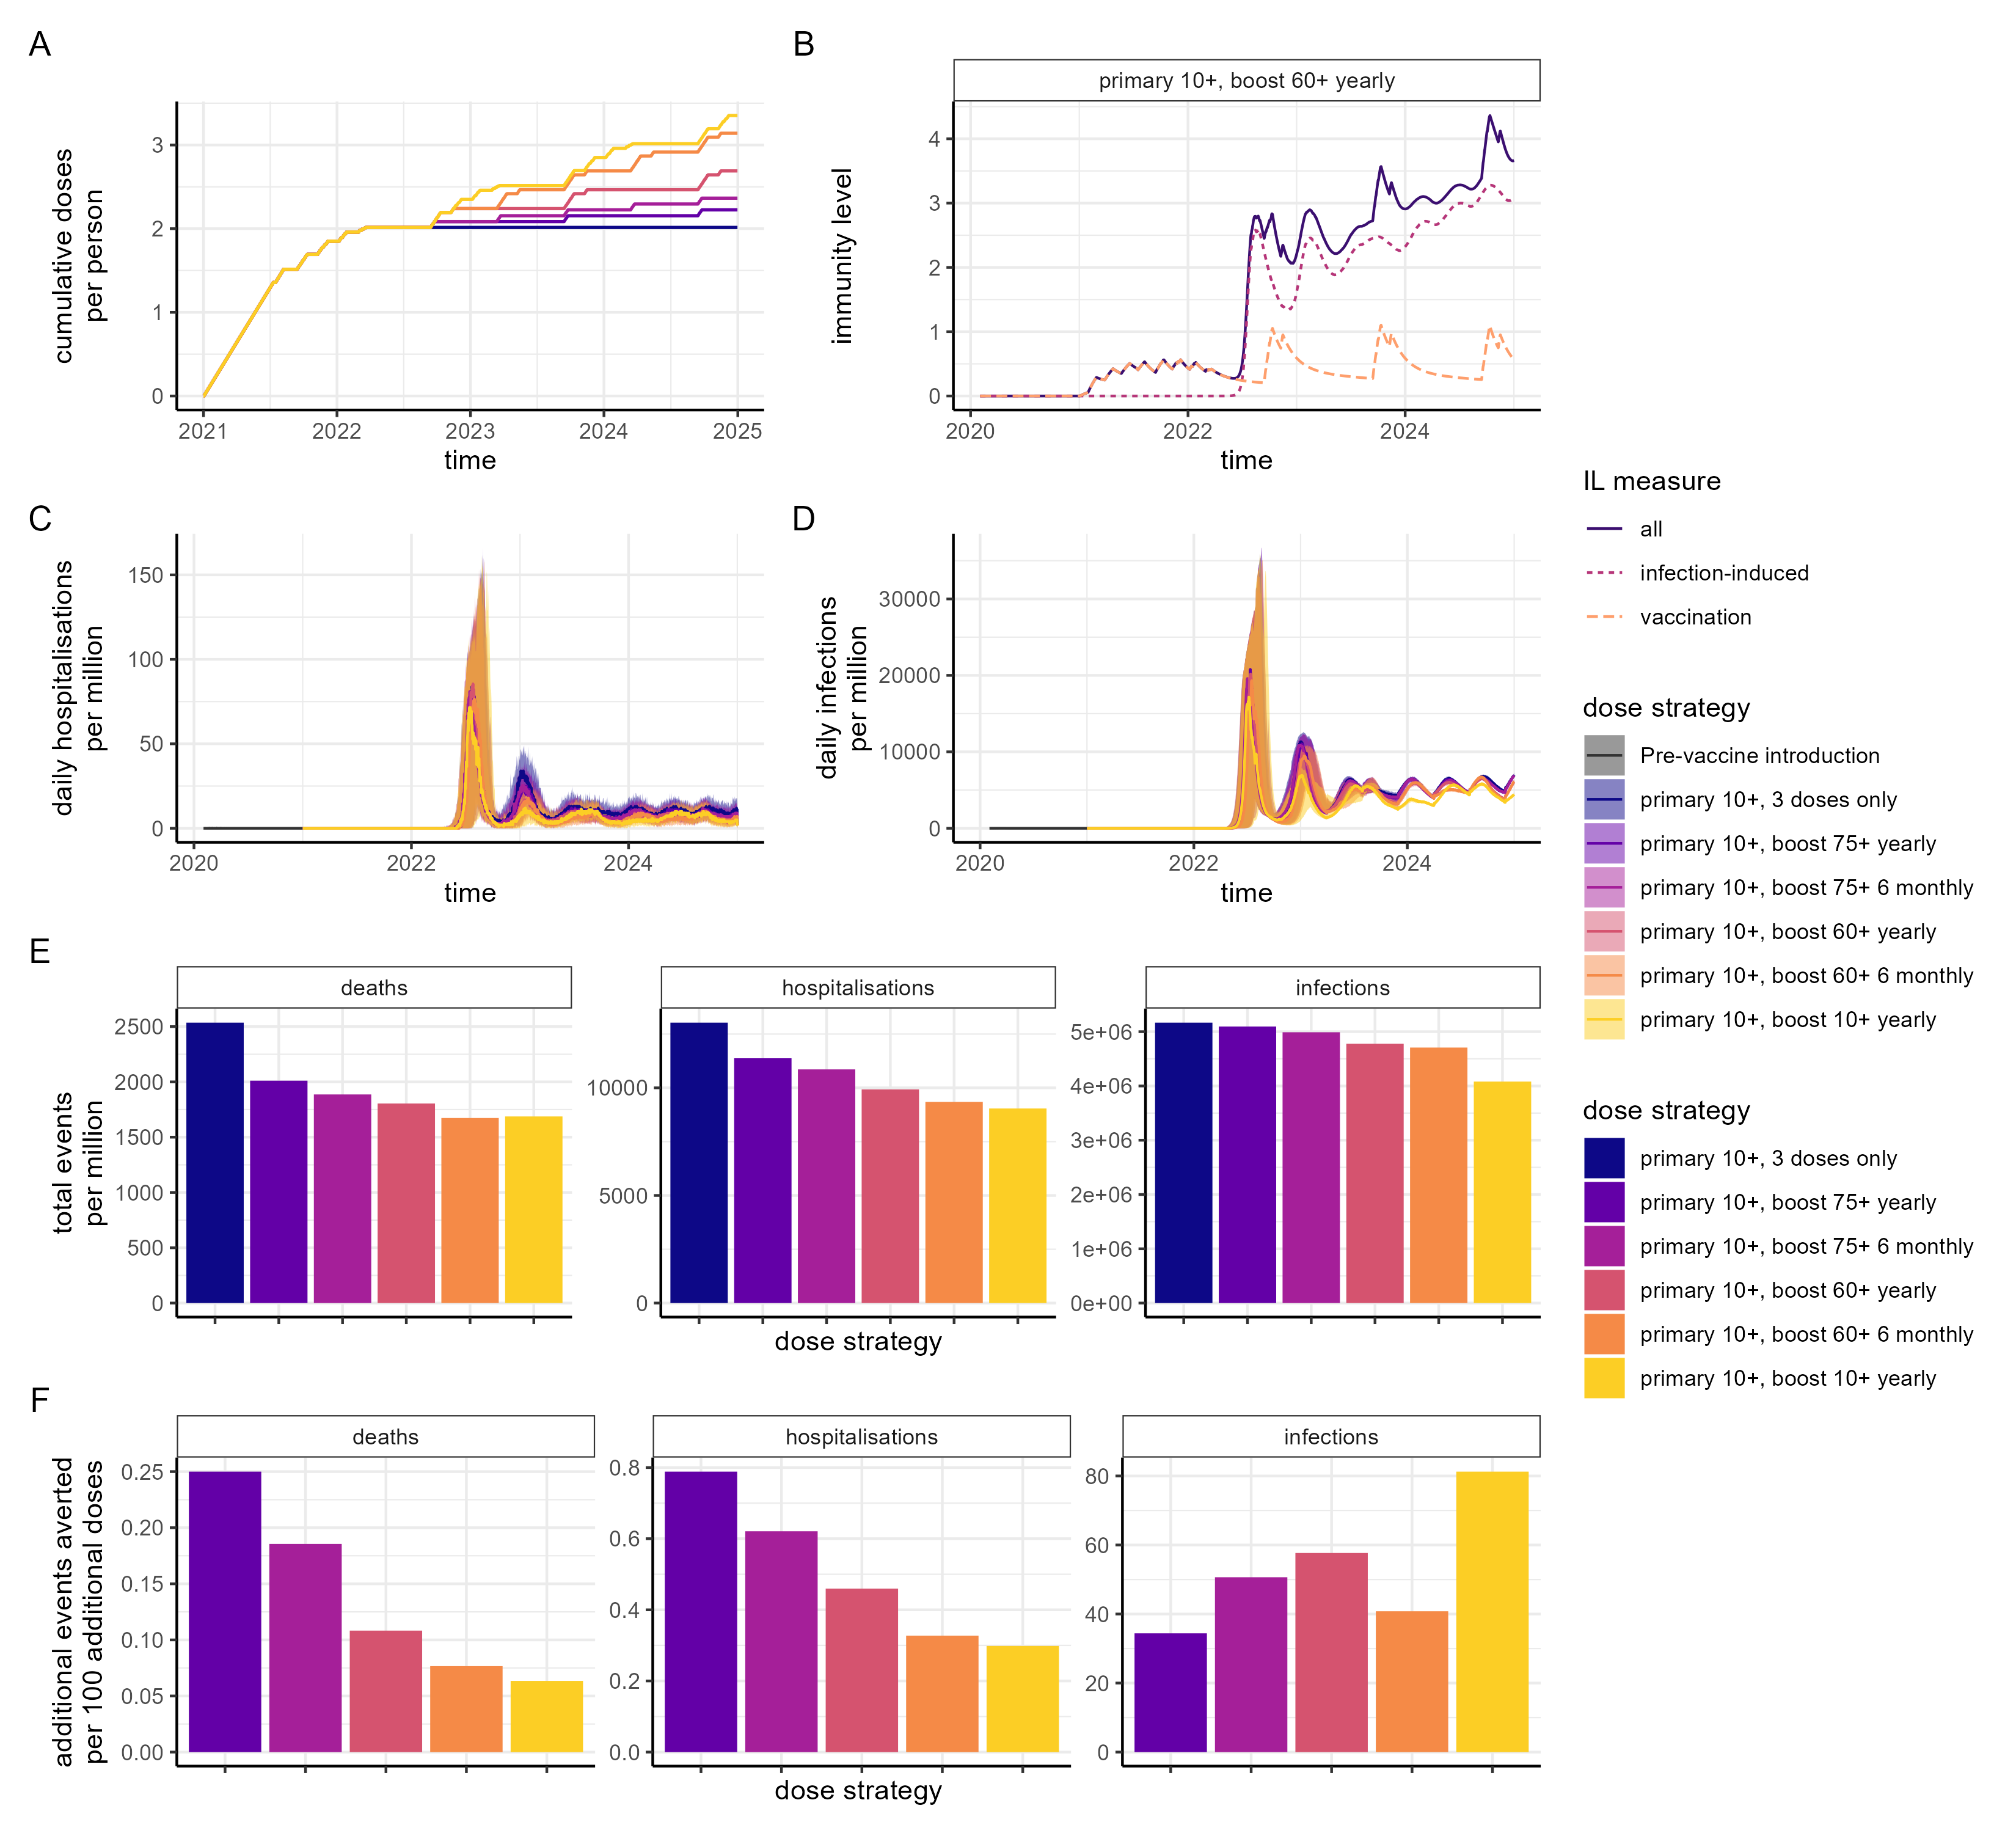 A
cumulative doses
per person
3
2
1
0
2021 2022 2023 2024 2025
time
B
primary 10+, boost 60+ yearly
immunity level
4
3
2
1
0
2020 2022 2024
time
C
daily hospitalisations
per million
150
100
50
0
2020 2022 2024
time
D
daily infections
per million
30000
20000
10000
0
2020 2022 2024
time
IL measure
all
infection-induced
vaccination
dose strategy
Pre-vaccine introduction
primary 10+, 3 doses only
primary 10+, boost 75+ yearly
primary 10+, boost 75+ 6 monthly
primary 10+, boost 60+ yearly
primary 10+, boost 60+ 6 monthly
primary 10+, boost 10+ yearly
dose strategy
primary 10+, 3 doses only
primary 10+, boost 75+ yearly
primary 10+, boost 75+ 6 monthly
primary 10+, boost 60+ yearly
primary 10+, boost 60+ 6 monthly
primary 10+, boost 10+ yearly
E
total events
per million
deaths
2500
2000
1500
1000
500
0
hospitalisations
10000
5000
0
infections
5e+06
4e+06
3e+06
2e+06
1e+06
0e+00
dose strategy
F
additional events averted
per 100 additional doses
deaths
0.25
0.20
0.15
0.10
0.05
0.00
hospitalisations
0.8
0.6
0.4
0.2
0.0
infections
80
60
40
20
0
dose strategy